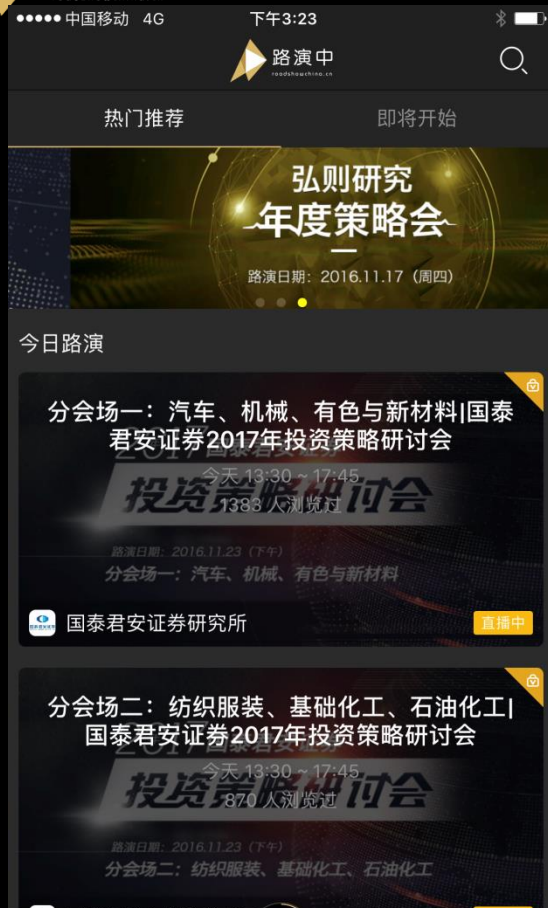 中国移动 4G 下午3:23
路演中
roadshowchina.cn
热门推荐 即将开始
弘则研究
年度策略会
路演日期：2016.11.17（周四）
今日路演
分会场一：汽车、机械、有色与新材料|国泰
君安证券2017年投资策略研讨会
今天 13:30 ~ 17:45
1383 人浏览过
投资策略研讨会
路演日期：2016.11.23（下午）
分会场一：汽车、机械、有色与新材料
国泰君安证券研究所 直播中
分会场二：纺织服装、基础化工、石油化工|
国泰君安证券2017年投资策略研讨会
今天 13:30 ~ 17:45
870 人浏览过
投资策略研讨会
路演日期：2016.11.23（下午）
分会场二：纺织服装、基础化工、石油化工